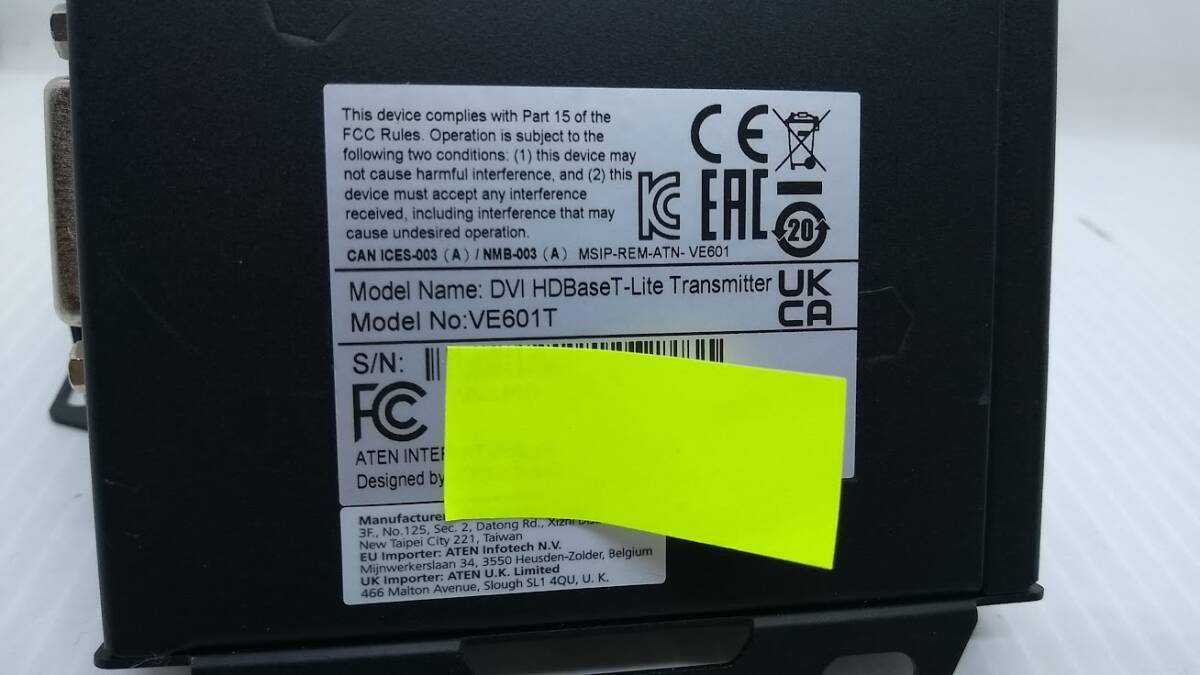 This device complies with Part 15 of the
FCC Rules. Operation is subject to the
following two conditions: (1) this device may
not cause harmful interference, and (2) this
device must accept any interference
received, including interference that may
cause undesired operation.
CE
KC EAC 20
CAN ICES-003 (A) / NMB-003 (A) MSIP-REM-ATN- VE601
Model Name: DVI HDBaseT-Lite Transmitter
Model No:VE601T
UK
CA
S/N:
FC
ATEN
Designed by
Manufacturer
3F., No.125, Sec. 2, Datong Rd., Xizhi
New Taipei City 221, Taiwan
EU Importer: ATEN Infotech N.V.
Mijnwerkerslaan 34, 3550 Heusden-Zolder, Belgium
UK Importer: ATEN U.K. Limited
466 Malton Avenue, Slough SL1 4QU, U. K.